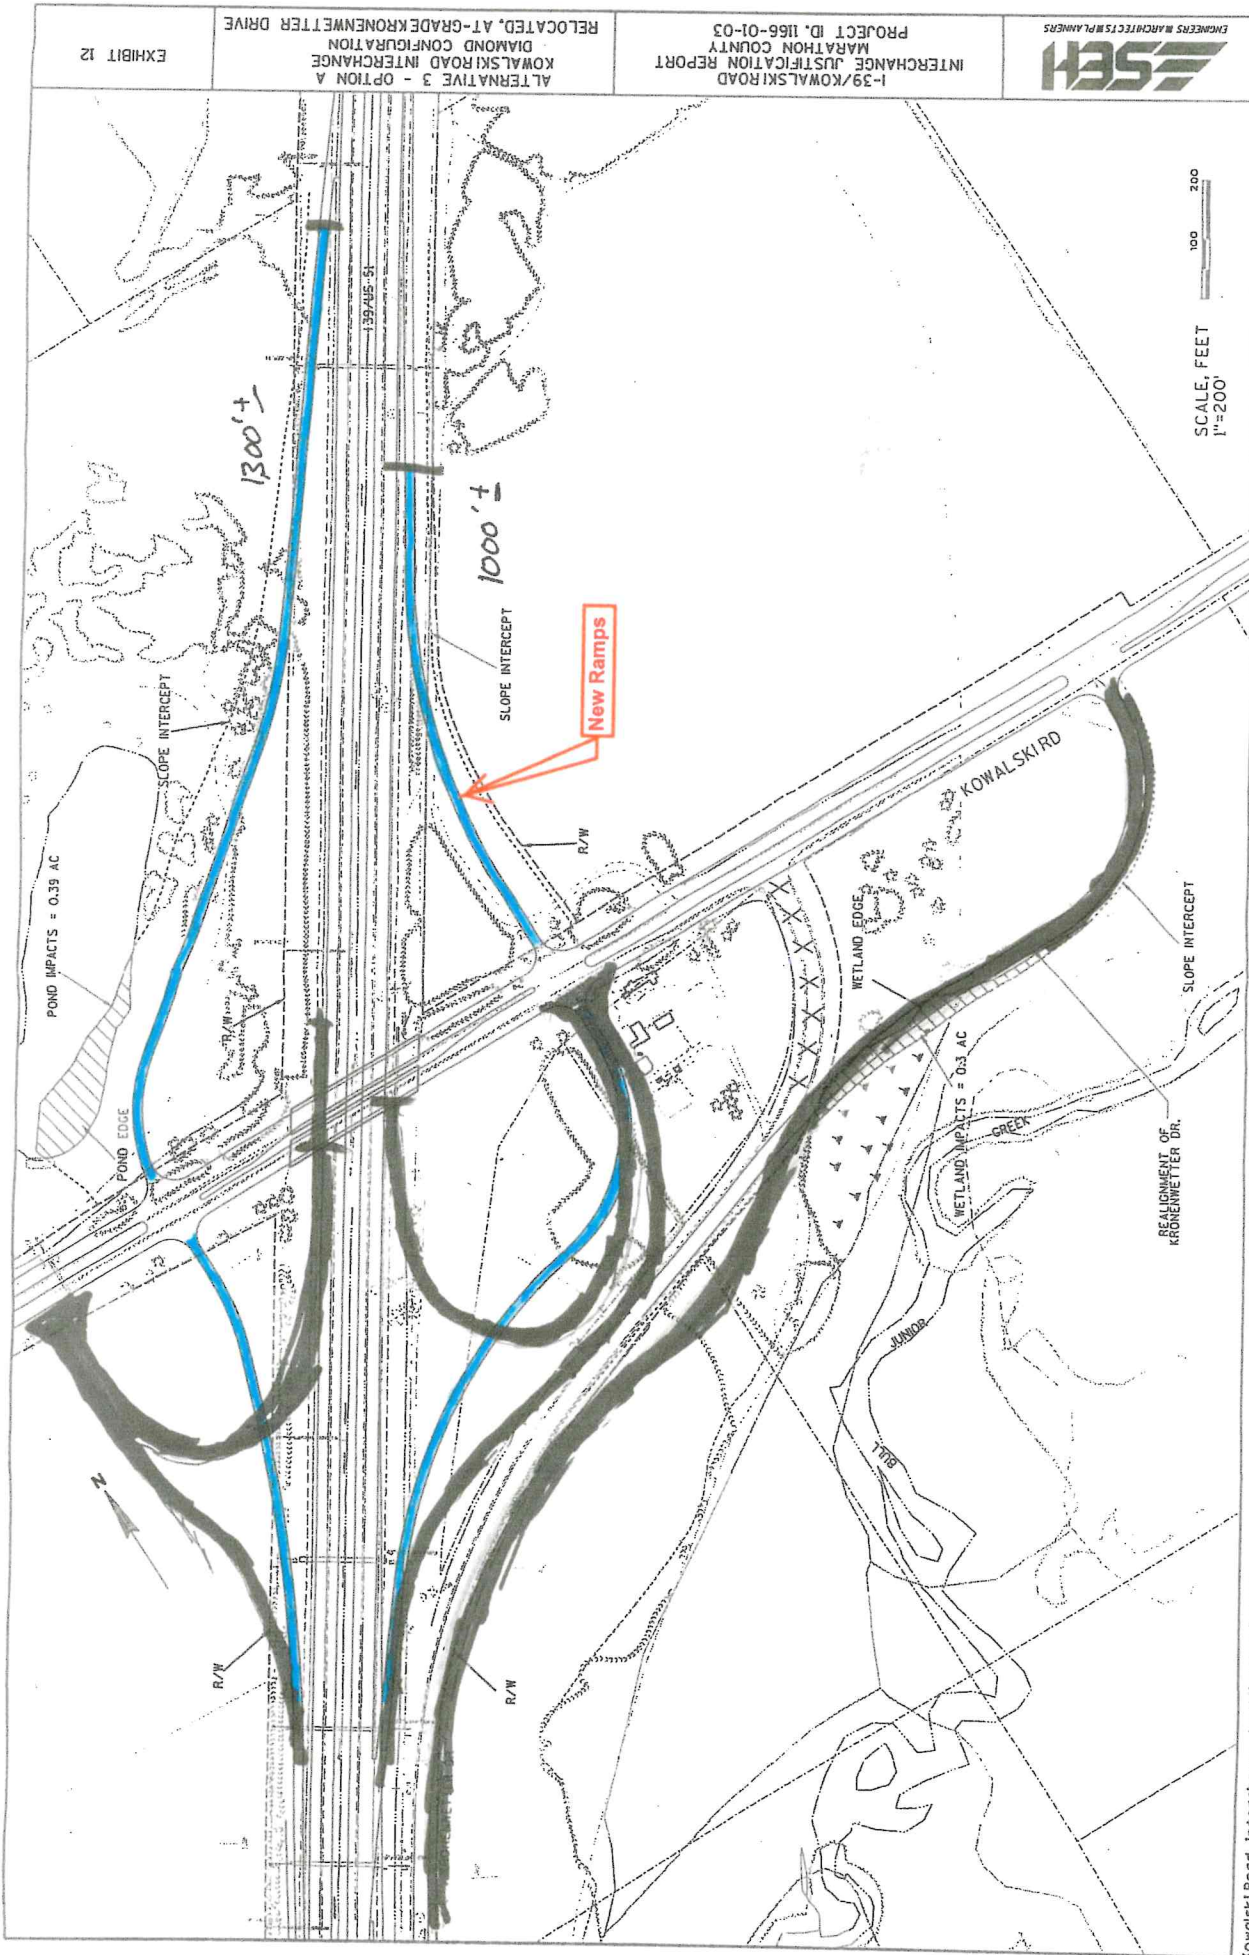 EXHIBIT 12
ALTERNATIVE 3 - OPTION A
KOWALSKI ROAD INTERCHANGE
DIAMOND CONFIGURATION
RELOCATED, AT-GRADE KRONENWETTER DRIVE
I-39/KOWALSKI ROAD
INTERCHANGE JUSTIFICATION REPORT
MARATHON COUNTY
PROJECT ID. 1166-01-03
SEH
ENGINEERS ■ ARCHITECTS ■ PLANNERS
POND IMPACTS = 0.39 AC
SLOPE INTERCEPT
1300'±
I 39/US 51
1000'±
SLOPE INTERCEPT
New Ramps
R/W
POND EDGE
R/W
KOWALSKI RD
WETLAND EDGE
WETLAND IMPACTS = 0.3 AC
SLOPE INTERCEPT
REALIGNMENT OF
KRONENWETTER DR.
CREEK
JUNIOR
BULL
N
R/W
R/W
100 200
SCALE, FEET
1"=200'